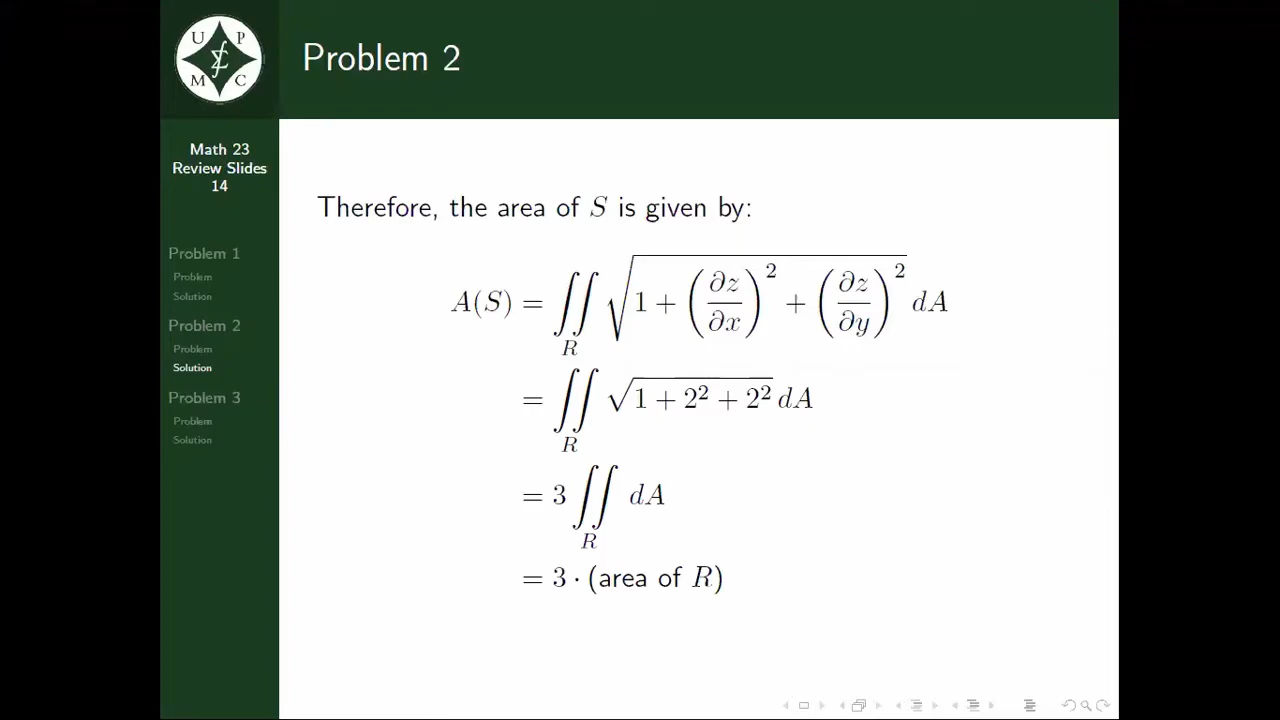 U P
M C
Problem 2
Math 23
Review Slides
14
Problem 1
Problem
Solution
Problem 2
Problem
Solution
Problem 3
Problem
Solution
Therefore, the area of S is given by:
A(S) = ∬_R √(1 + (∂z/∂x)² + (∂z/∂y)²) dA
= ∬_R √(1 + 2² + 2²) dA
= 3 ∬_R dA
= 3 · (area of R)